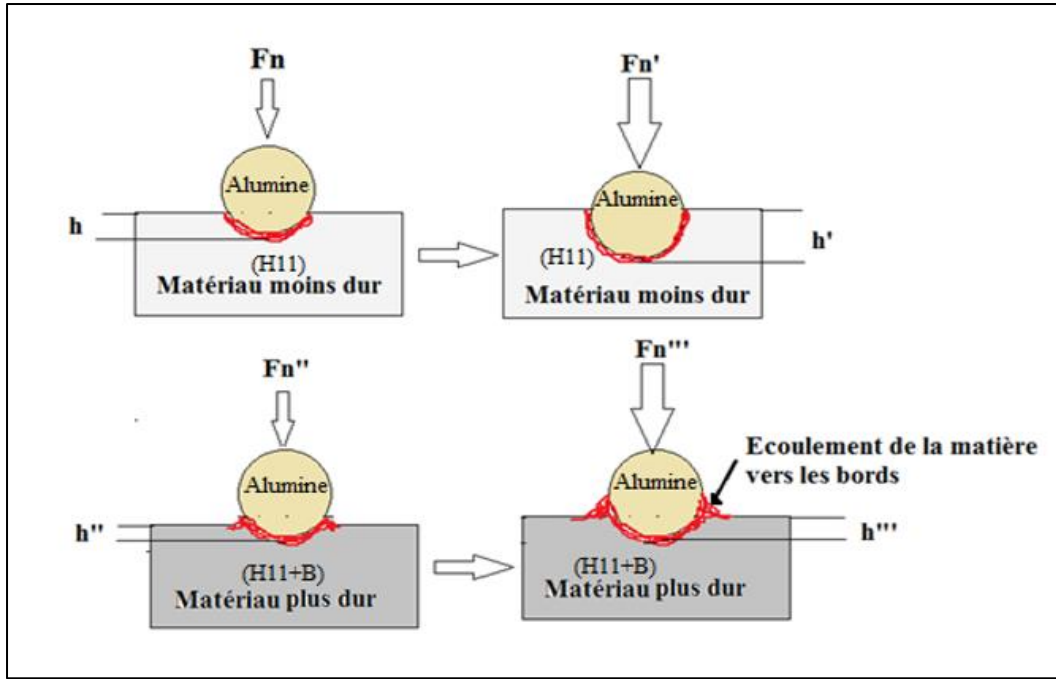 Fn
Fn'
Alumine
Alumine
h
h'
(H11)
Matériau moins dur
(H11)
Matériau moins dur
Fn''
Fn'''
Ecoulement de la matière
vers les bords
Alumine
Alumine
h''
h'''
(H11+B)
Matériau plus dur
(H11+B)
Matériau plus dur